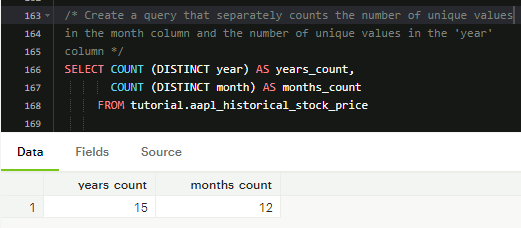 163 /* Create a query that separately counts the number of unique values
164 in the month column and the number of unique values in the 'year'
165 column */
166 SELECT COUNT (DISTINCT year) AS years_count,
167 COUNT (DISTINCT month) AS months_count
168 FROM tutorial.aapl_historical_stock_price
169
Data Fields Source
years count months count
1 15 12